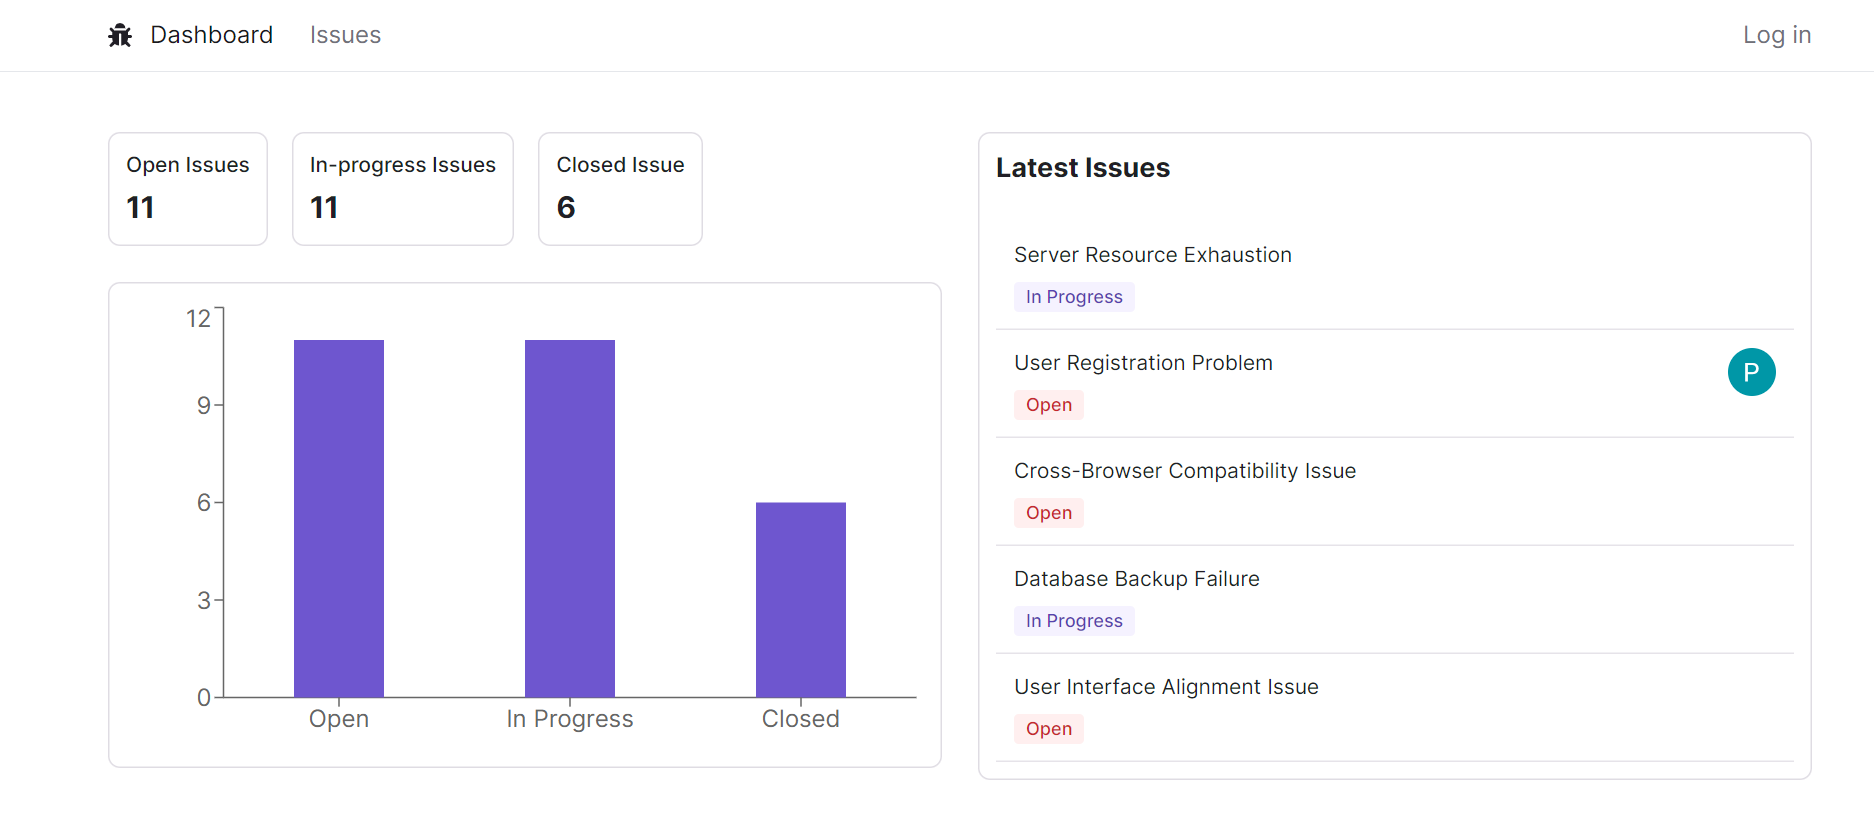 Dashboard Issues Log in
Open Issues
11
In-progress Issues
11
Closed Issue
6
12
9
6
3
0
Open In Progress Closed
Latest Issues
Server Resource Exhaustion
In Progress
User Registration Problem
P
Open
Cross-Browser Compatibility Issue
Open
Database Backup Failure
In Progress
User Interface Alignment Issue
Open